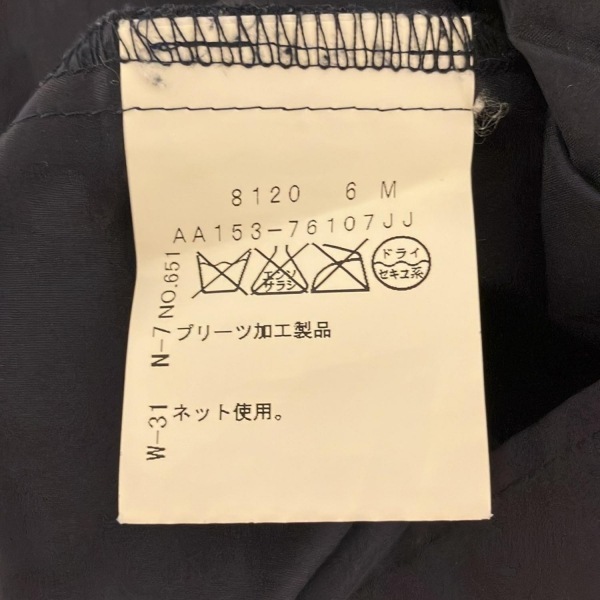 8120 6 M
AA153-76107JJ
エンソ
サラシ
ドライ
セキユ系
N-7 NO.651
プリーツ加工製品
W-31
ネット使用。